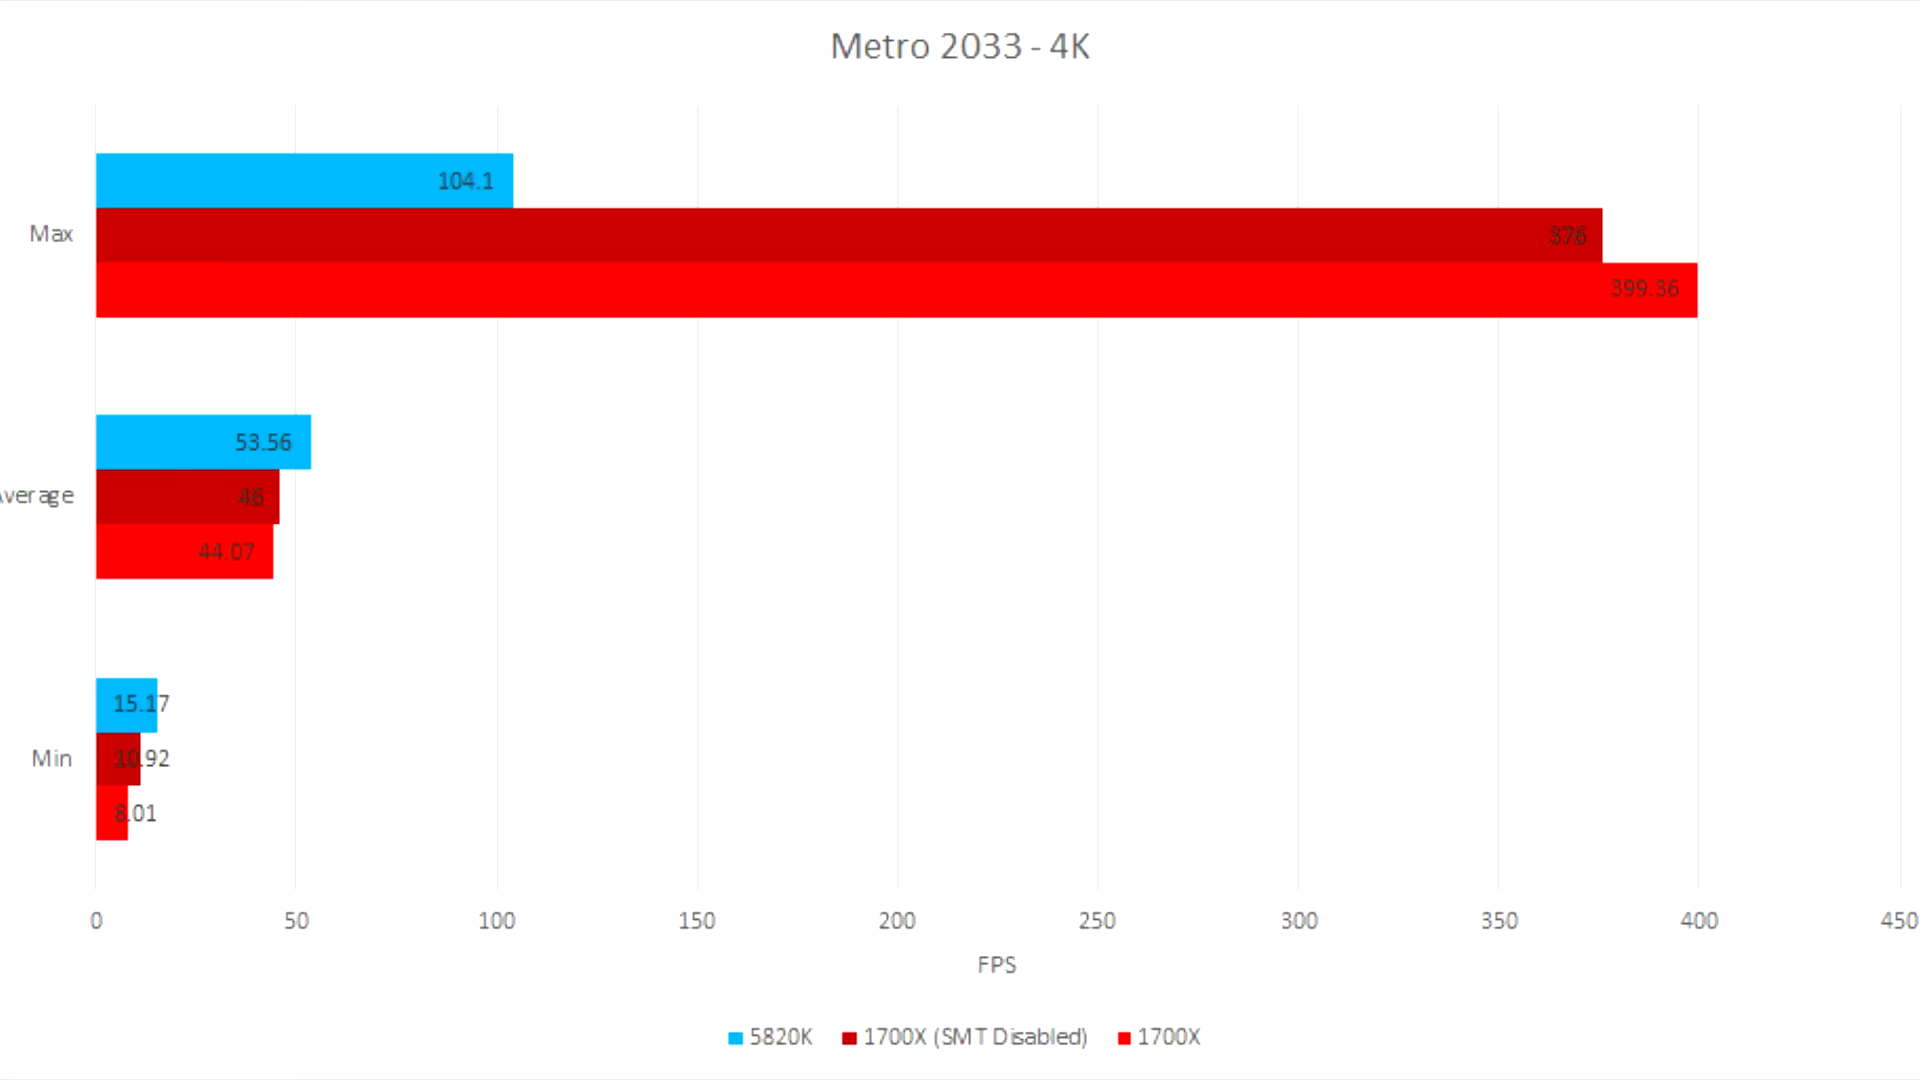 Metro 2033 - 4K
104.1
Max
376
399.36
53.56
Average
46
44.07
15.17
Min
10.92
8.01
0 50 100 150 200 250 300 350 400 450
FPS
5820K 1700X (SMT Disabled) 1700X